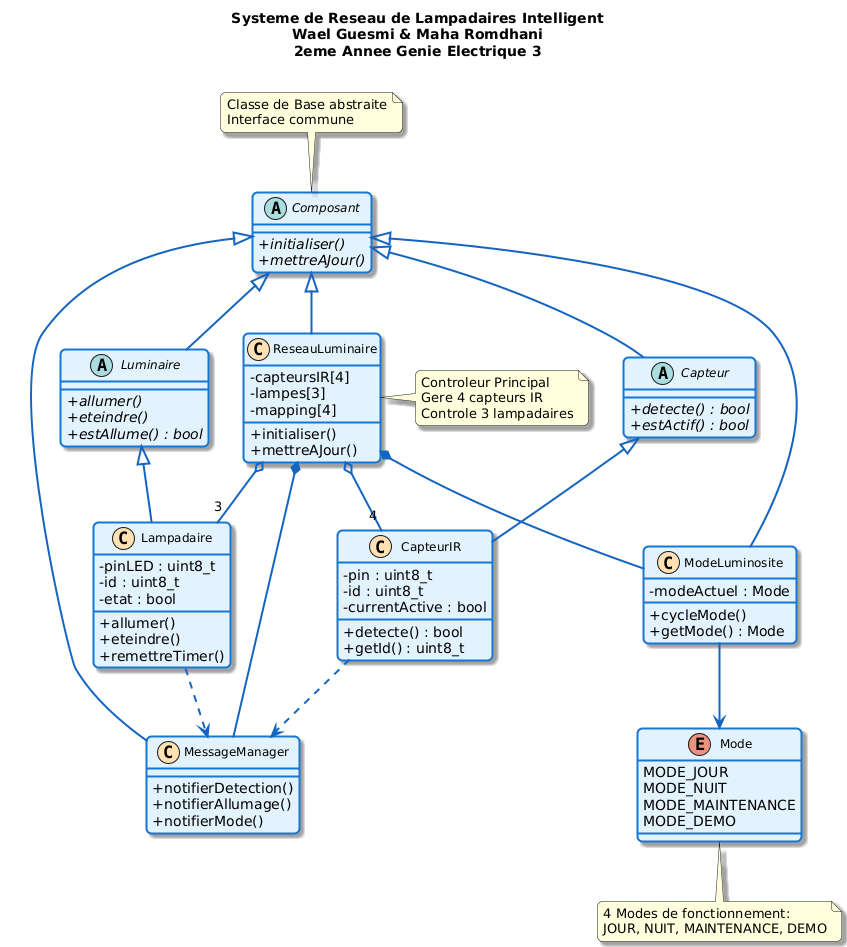 Systeme de Reseau de Lampadaires Intelligent
Wael Guesmi & Maha Romdhani
2eme Annee Genie Electrique 3
Classe de Base abstraite
Interface commune
A Composant
+initialiser()
+mettreAJour()
A Luminaire
+allumer()
+eteindre()
+estAllume() : bool
C ReseauLuminaire
-capteursIR[4]
-lampes[3]
-mapping[4]
+initialiser()
+mettreAJour()
Controleur Principal
Gere 4 capteurs IR
Controle 3 lampadaires
A Capteur
+detecte() : bool
+estActif() : bool
3
4
C Lampadaire
-pinLED : uint8_t
-id : uint8_t
-etat : bool
+allumer()
+eteindre()
+remettreTimer()
C CapteurIR
-pin : uint8_t
-id : uint8_t
-currentActive : bool
+detecte() : bool
+getId() : uint8_t
C ModeLuminosite
-modeActuel : Mode
+cycleMode()
+getMode() : Mode
C MessageManager
+notifierDetection()
+notifierAllumage()
+notifierMode()
E Mode
MODE_JOUR
MODE_NUIT
MODE_MAINTENANCE
MODE_DEMO
4 Modes de fonctionnement:
JOUR, NUIT, MAINTENANCE, DEMO